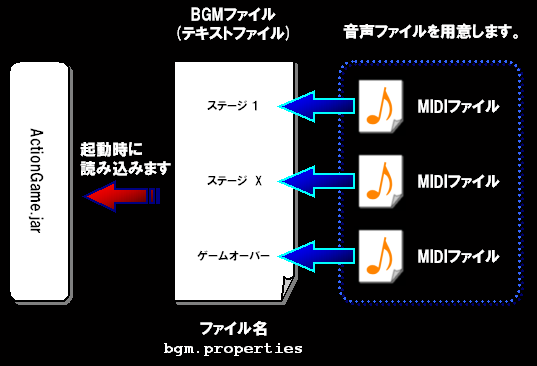 BGMファイル
(テキストファイル)
音声ファイルを用意します。
ActionGame.jar
起動時に
読み込みます
ステージ 1
MIDIファイル
ステージ X
MIDIファイル
ゲームオーバー
MIDIファイル
ファイル名
bgm.properties